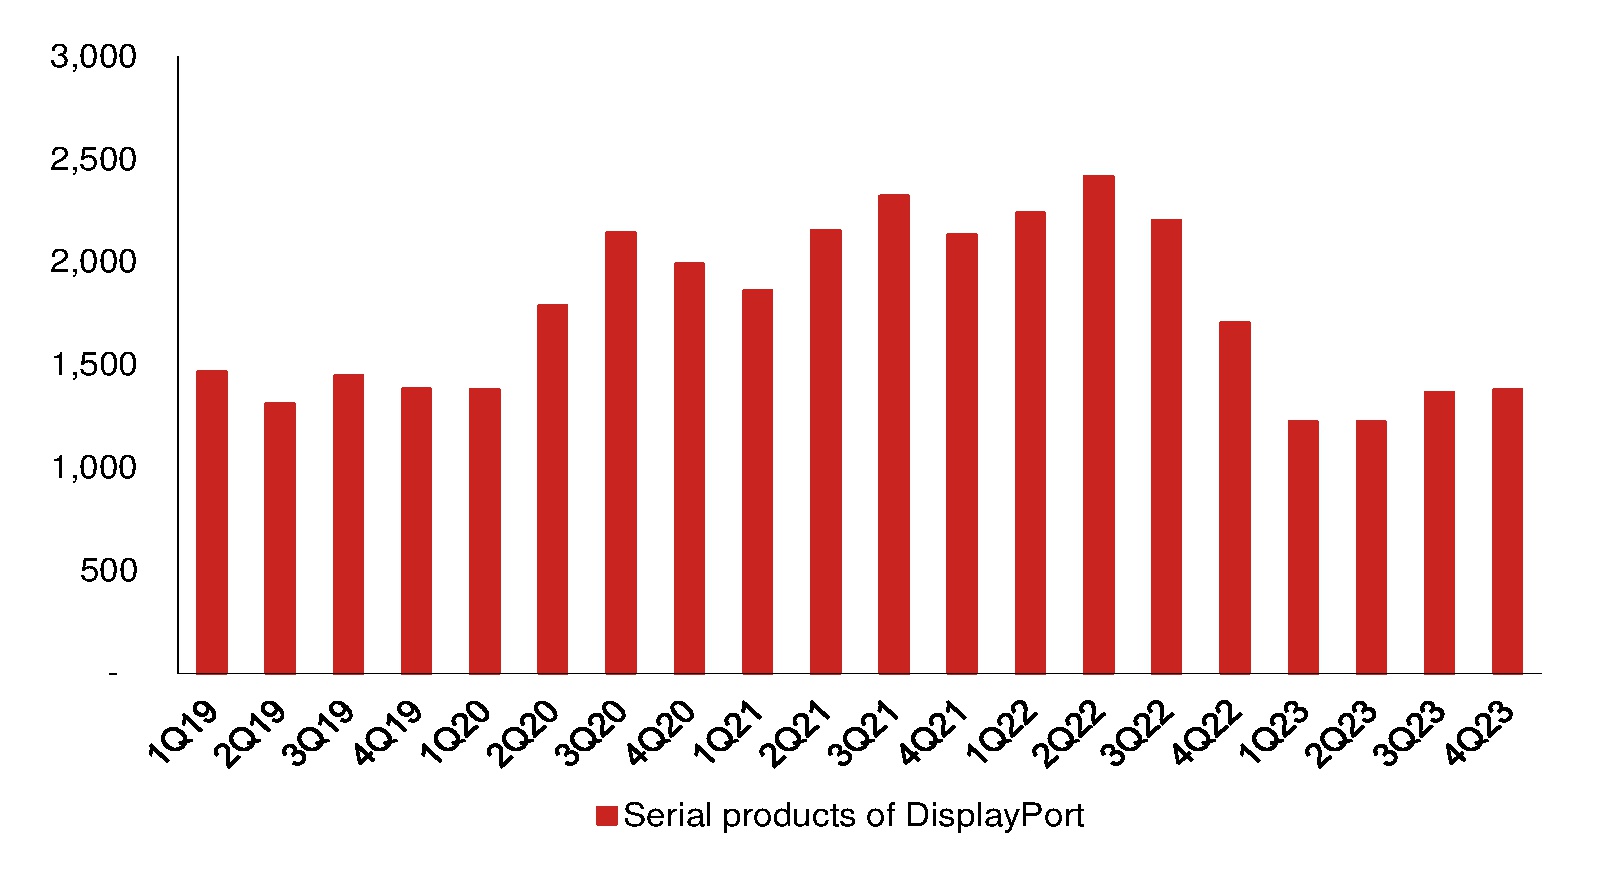 3,000
2,500
2,000
1,500
1,000
500
-
1Q19
2Q19
3Q19
4Q19
1Q20
2Q20
3Q20
4Q20
1Q21
2Q21
3Q21
4Q21
1Q22
2Q22
3Q22
4Q22
1Q23
2Q23
3Q23
4Q23
Serial products of DisplayPort